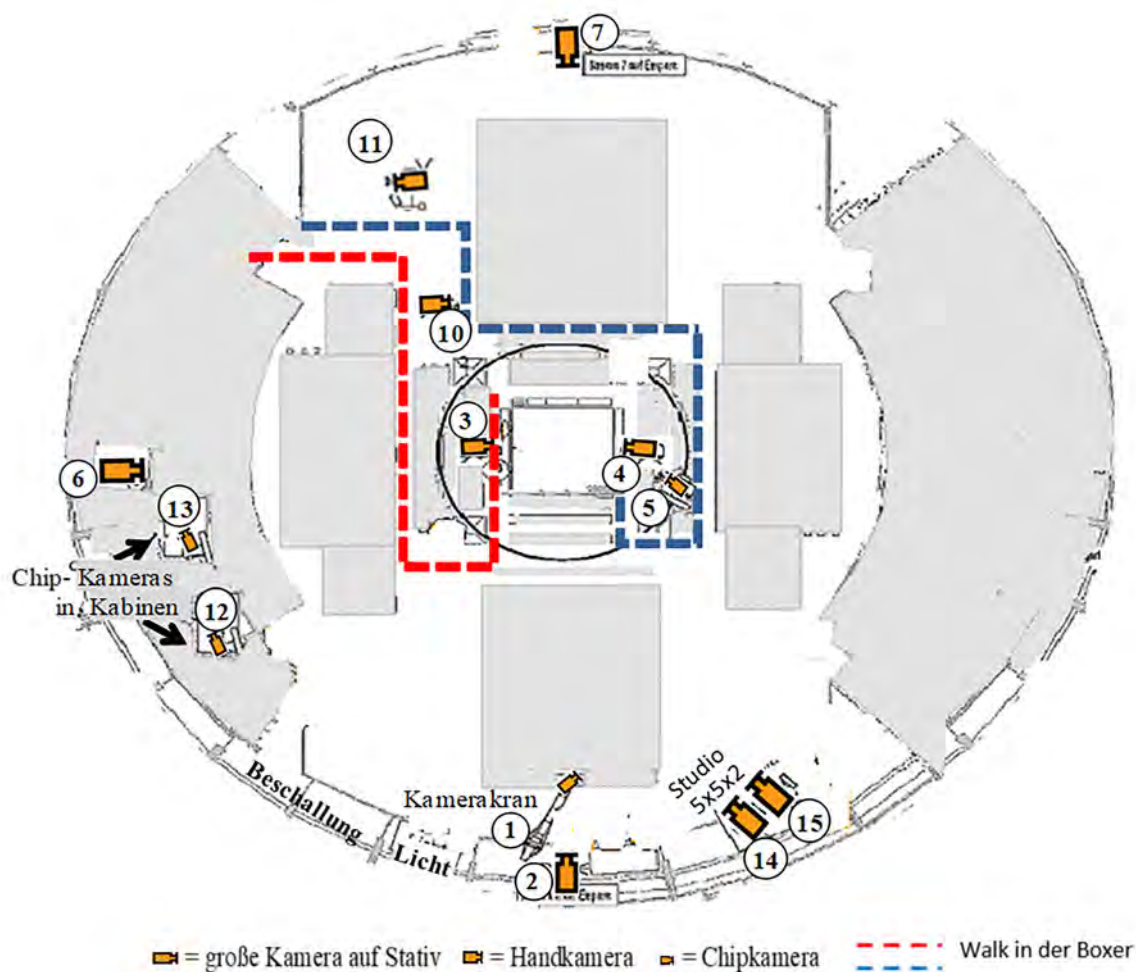 7
11
10
3
4
5
6
13
Chip- Kameras
in Kabinen
12
Studio
5x5x2
Kamerakran
1
15
14
Beschallung
Licht
2
= große Kamera auf Stativ = Handkamera = Chipkamera Walk in der Boxer